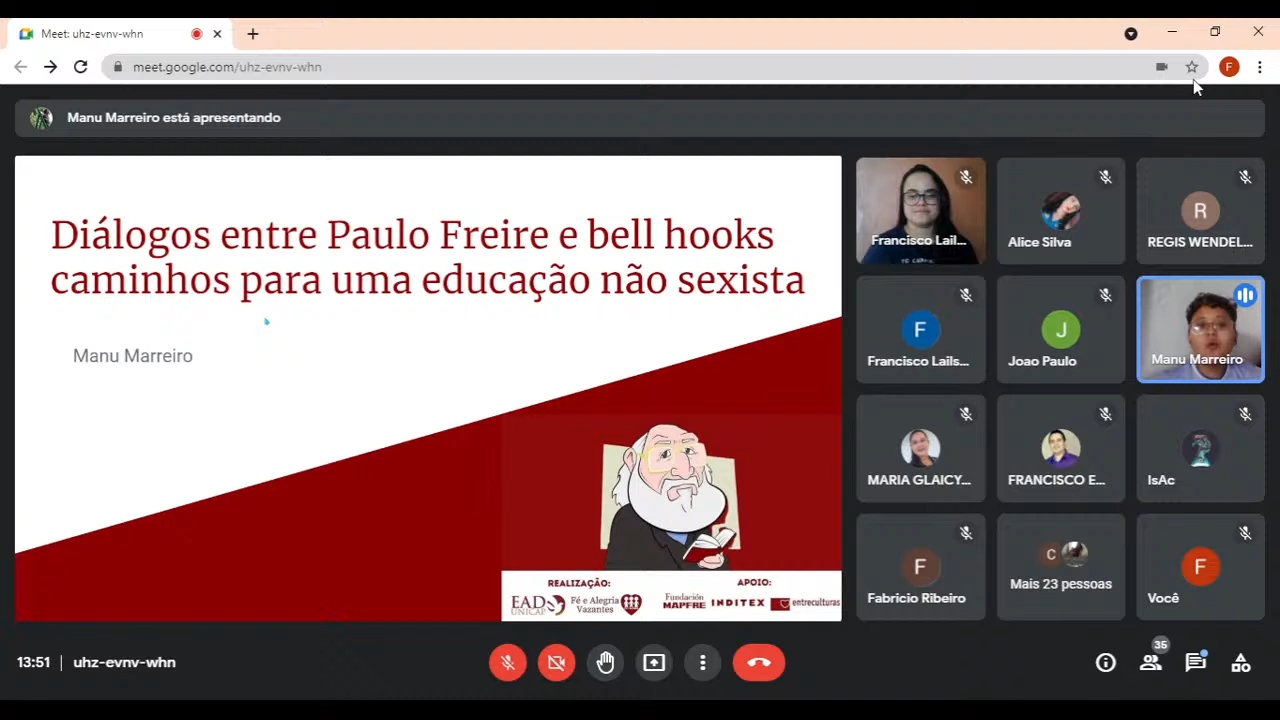 Meet: uhz-evnv-whn
meet.google.com/uhz-evnv-whn
F
Manu Marreiro está apresentando
Diálogos entre Paulo Freire e bell hooks
caminhos para uma educação não sexista
Manu Marreiro
REALIZAÇÃO:
APOIO:
EAD
UNICAP
Fé e Alegria
Vazantes
Fundación
MAPFRE
INDITEX
entreculturas
Francisco Lail...
Alice Silva
R
REGIS WENDEL...
F
Francisco Lails...
J
Joao Paulo
Manu Marreiro
MARIA GLAICY...
FRANCISCO E...
IsAc
F
Fabricio Ribeiro
C
Mais 23 pessoas
F
Você
13:51 | uhz-evnv-whn
35